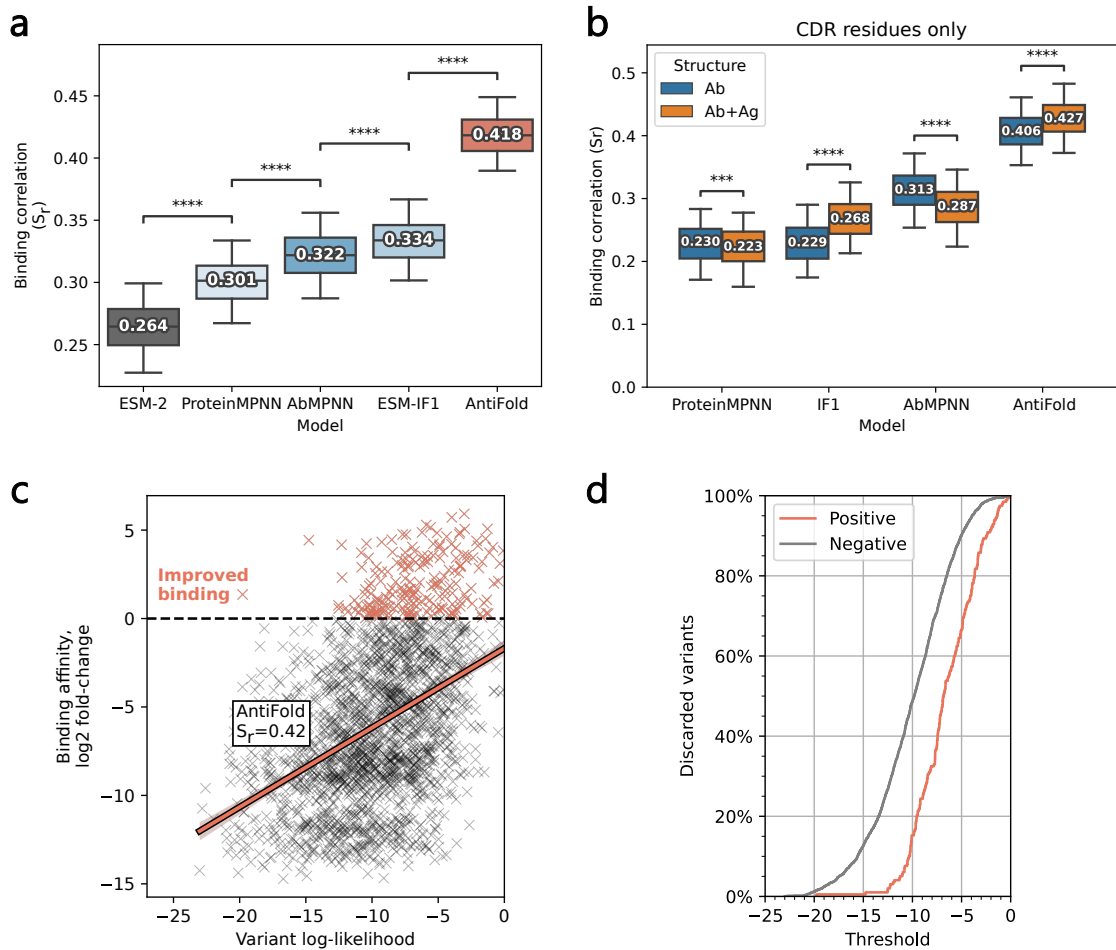 a
Binding correlation
(Sr)
0.45
0.40
0.35
0.30
0.25
****
****
****
****
0.264
0.301
0.322
0.334
0.418
ESM-2
ProteinMPNN
AbMPNN
ESM-IF1
AntiFold
Model
b
CDR residues only
Binding correlation (Sr)
0.5
0.4
0.3
0.2
0.1
0.0
Structure
Ab
Ab+Ag
***
****
****
****
0.230
0.223
0.229
0.268
0.313
0.287
0.406
0.427
ProteinMPNN
IF1
AbMPNN
AntiFold
Model
c
Binding affinity,
log2 fold-change
5
0
−5
−10
−15
Improved
binding
AntiFold
Sr=0.42
−25
−20
−15
−10
−5
0
Variant log-likelihood
d
Discarded variants
100%
80%
60%
40%
20%
0%
Positive
Negative
−25
−20
−15
−10
−5
0
Threshold